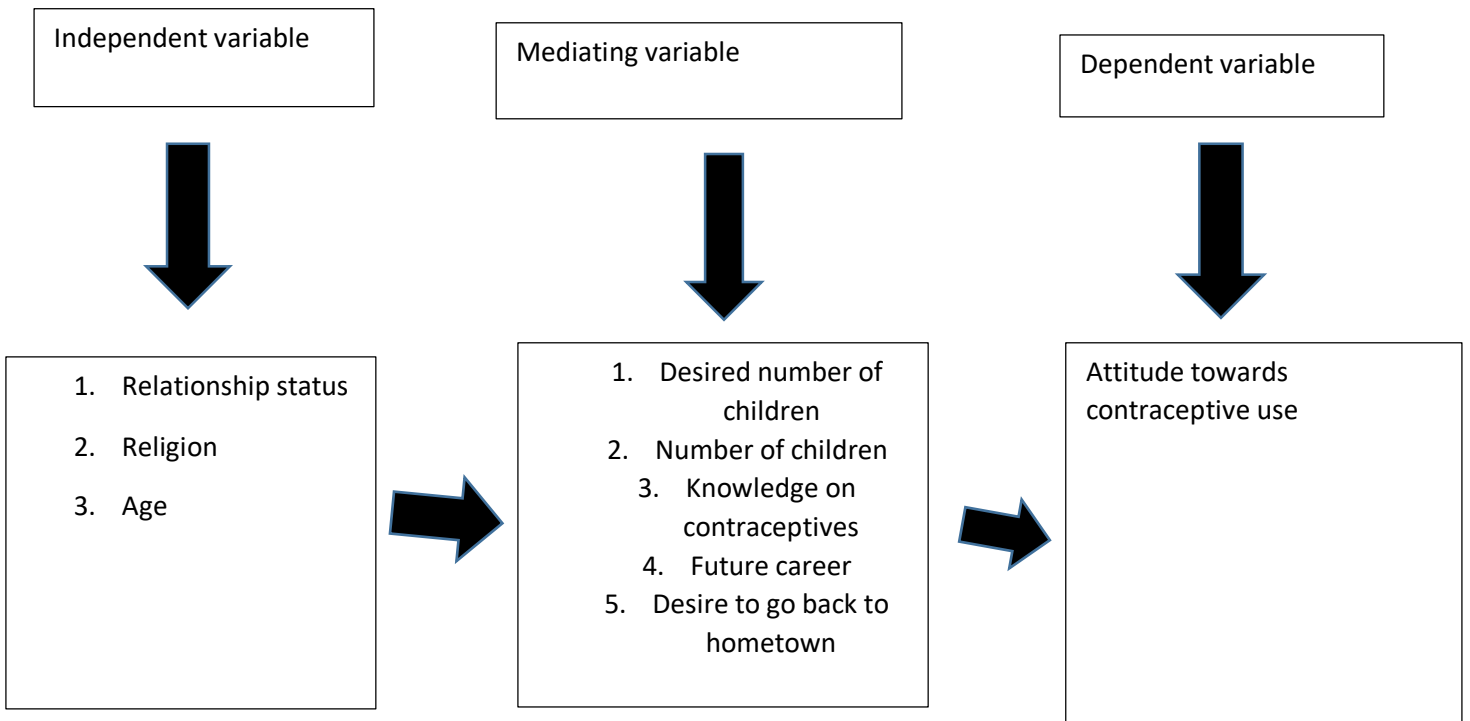 Independent variable
Mediating variable
Dependent variable
1. Relationship status
2. Religion
3. Age
1. Desired number of
children
2. Number of children
3. Knowledge on
contraceptives
4. Future career
5. Desire to go back to
hometown
Attitude towards
contraceptive use